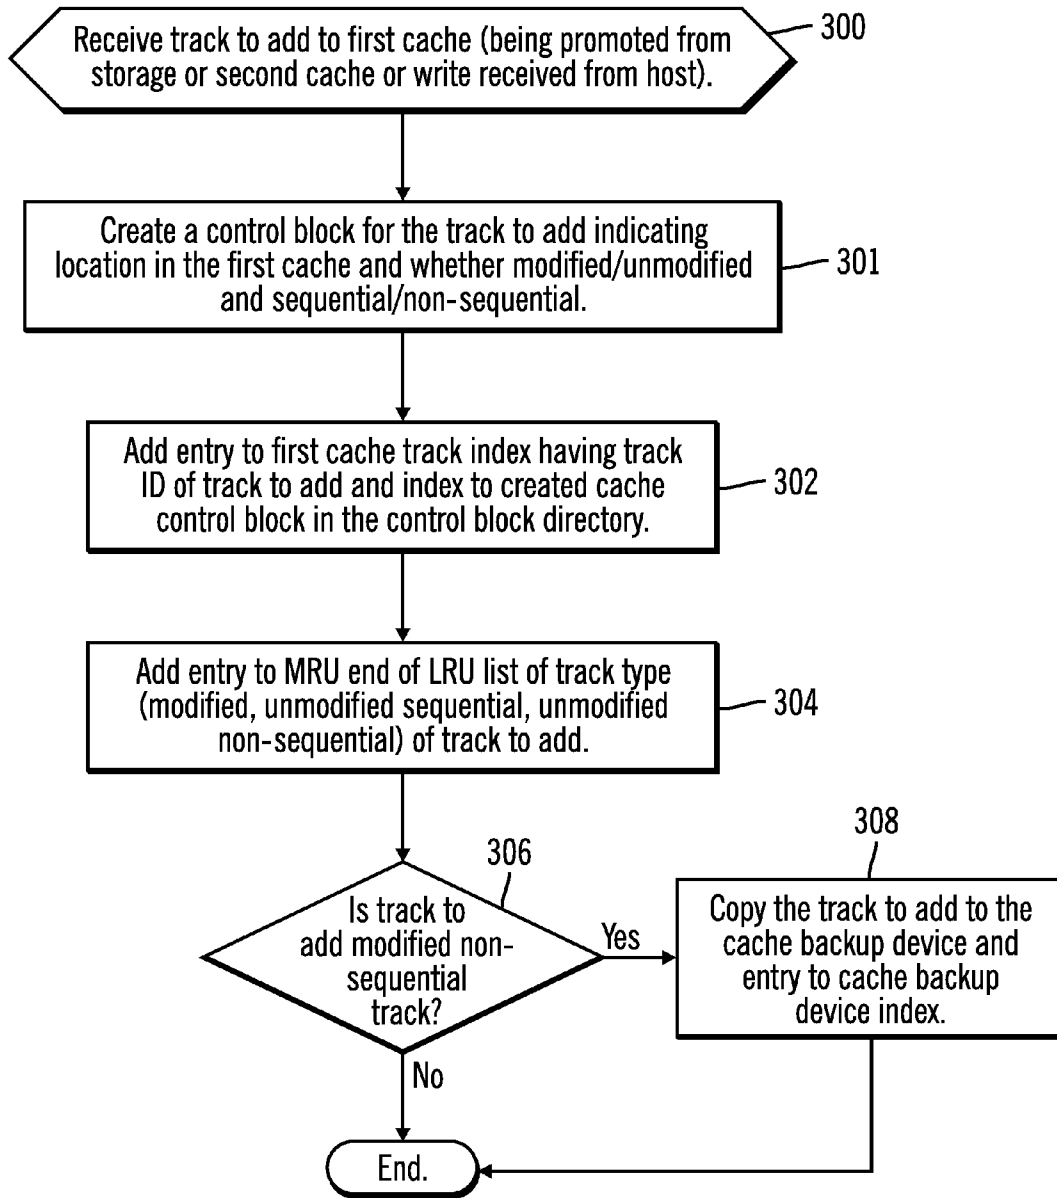 Receive track to add to first cache (being promoted from
storage or second cache or write received from host).
300
Create a control block for the track to add indicating
location in the first cache and whether modified/unmodified
and sequential/non-sequential.
301
Add entry to first cache track index having track
ID of track to add and index to created cache
control block in the control block directory.
302
Add entry to MRU end of LRU list of track type
(modified, unmodified sequential, unmodified
non-sequential) of track to add.
304
306
Is track to
add modified non-
sequential
track?
Yes
308
Copy the track to add to the
cache backup device and
entry to cache backup
device index.
No
End.